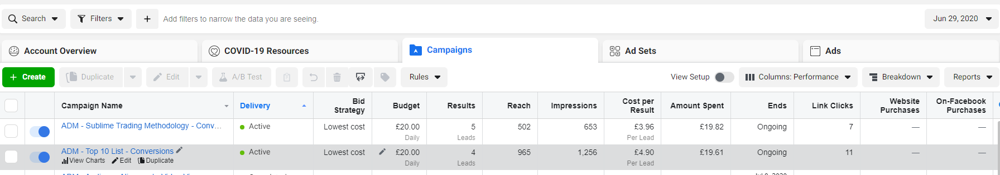 Search Filters + Add filters to narrow the data you are seeing. Jun 29, 2020
Account Overview COVID-19 Resources Campaigns Ad Sets Ads
+ Create Duplicate Edit A/B Test Rules View Setup Columns: Performance Breakdown Reports
Campaign Name Delivery Bid Strategy Budget Results Reach Impressions Cost per Result Amount Spent Ends Link Clicks Website Purchases On-Facebook Purchases
ADM - Sublime Trading Methodology - Conv... Active Lowest cost £20.00 5 502 653 £3.96 £19.82 Ongoing 7 — —
Daily Leads Per Lead
ADM - Top 10 List - Conversions Active Lowest cost £20.00 4 965 1,256 £4.90 £19.61 Ongoing 11 — —
View Charts Edit Duplicate Daily Leads Per Lead